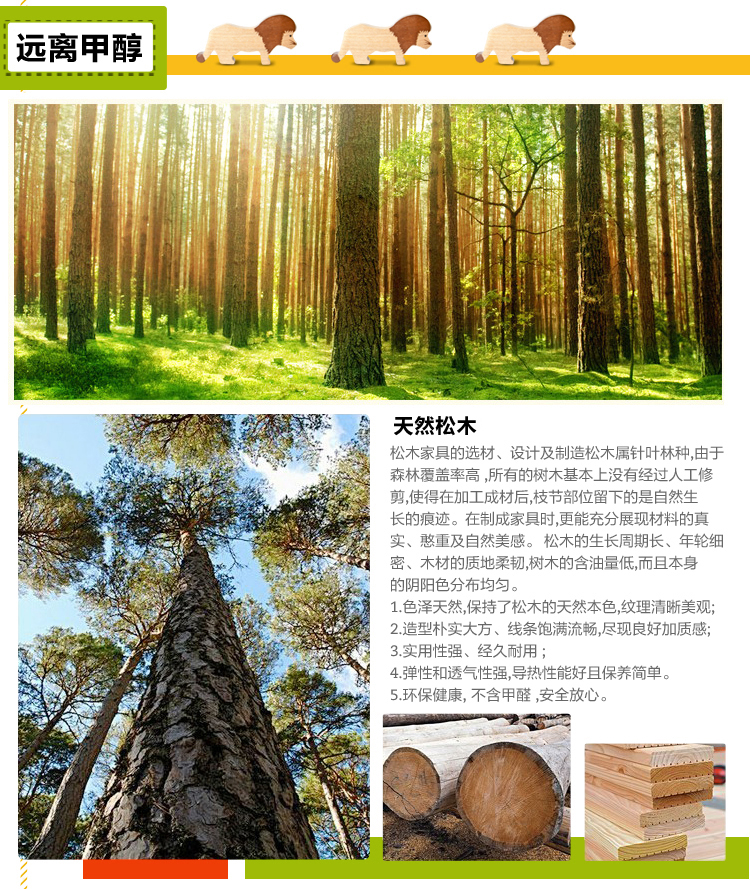 远离甲醇
天然松木
松木家具的选材、设计及制造松木属针叶林种,由于
森林覆盖率高 ,所有的树木基本上没有经过人工修
剪,使得在加工成材后,枝节部位留下的是自然生
长的痕迹。在制成家具时,更能充分展现材料的真
实、憨重及自然美感。 松木的生长周期长、年轮细
密、木材的质地柔韧,树木的含油量低,而且本身
的阴阳色分布均匀。
1.色泽天然,保持了松木的天然本色,纹理清晰美观;
2.造型朴实大方、线条饱满流畅,尽现良好加质感;
3.实用性强、经久耐用 ;
4.弹性和透气性强,导热性能好且保养简单。
5.环保健康, 不含甲醛 ,安全放心。